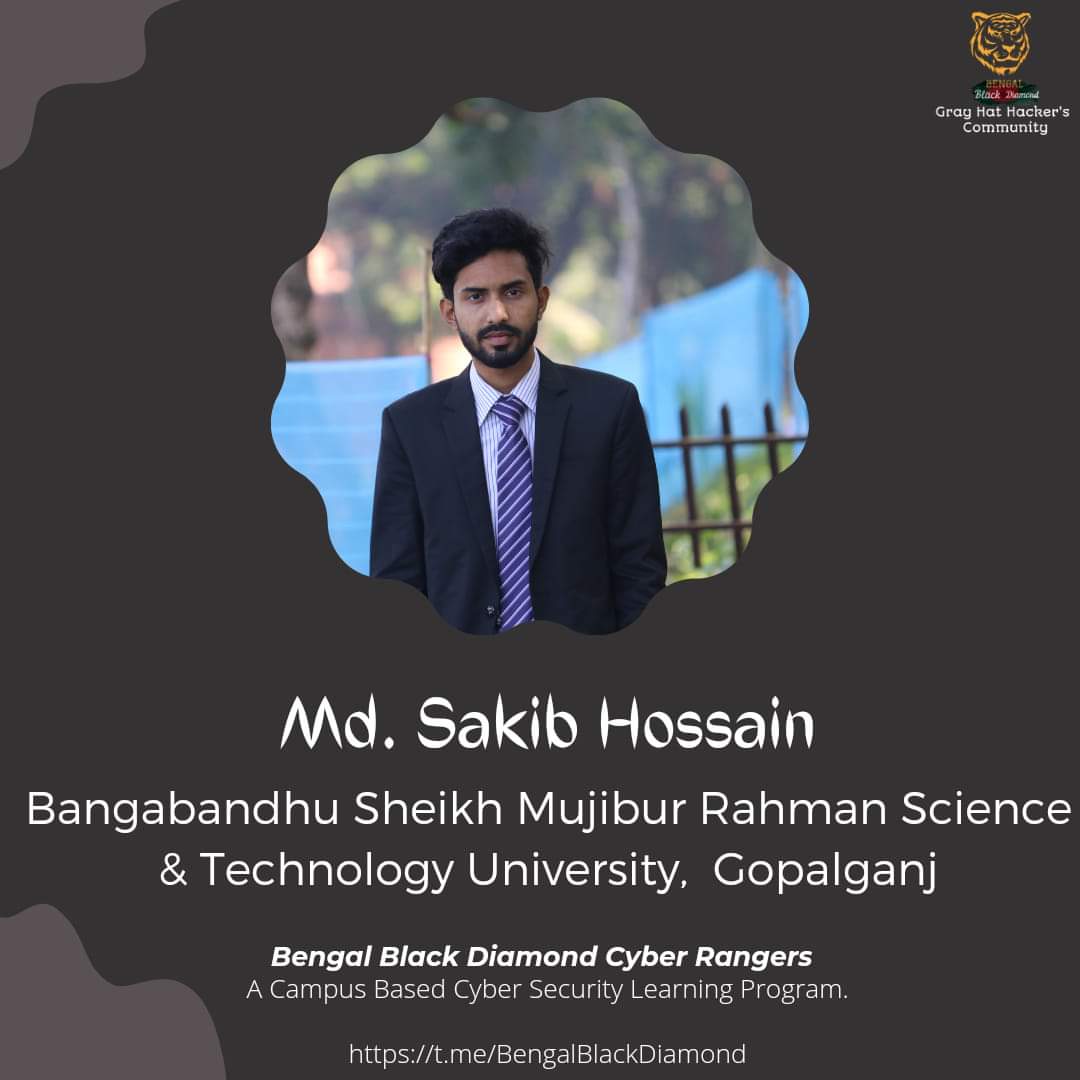 BENGAL
Black Diamond
Gray Hat Hacker's
Community
Md. Sakib Hossain
Bangabandhu Sheikh Mujibur Rahman Science
& Technology University, Gopalganj
Bengal Black Diamond Cyber Rangers
A Campus Based Cyber Security Learning Program.
https://t.me/BengalBlackDiamond